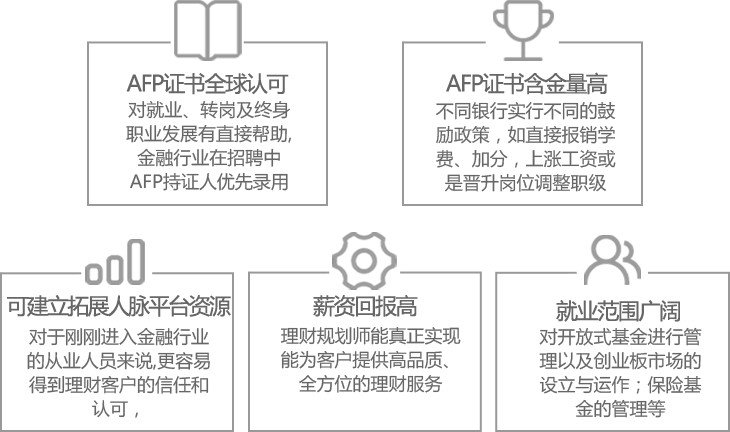 AFP证书全球认可
对就业、转岗及终身
职业发展有直接帮助,
金融行业在招聘中
AFP持证人优先录用
AFP证书含金量高
不同银行实行不同的鼓
励政策，如直接报销学
费、加分，上涨工资或
是晋升岗位调整职级
可建立拓展人脉平台资源
对于刚刚进入金融行业
的从业人员来说,更容易
得到理财客户的信任和
认可，
薪资回报高
理财规划师能真正实现
能为客户提供高品质、
全方位的理财服务
就业范围广阔
对开放式基金进行管
理以及创业板市场的
设立与运作；保险基
金的管理等